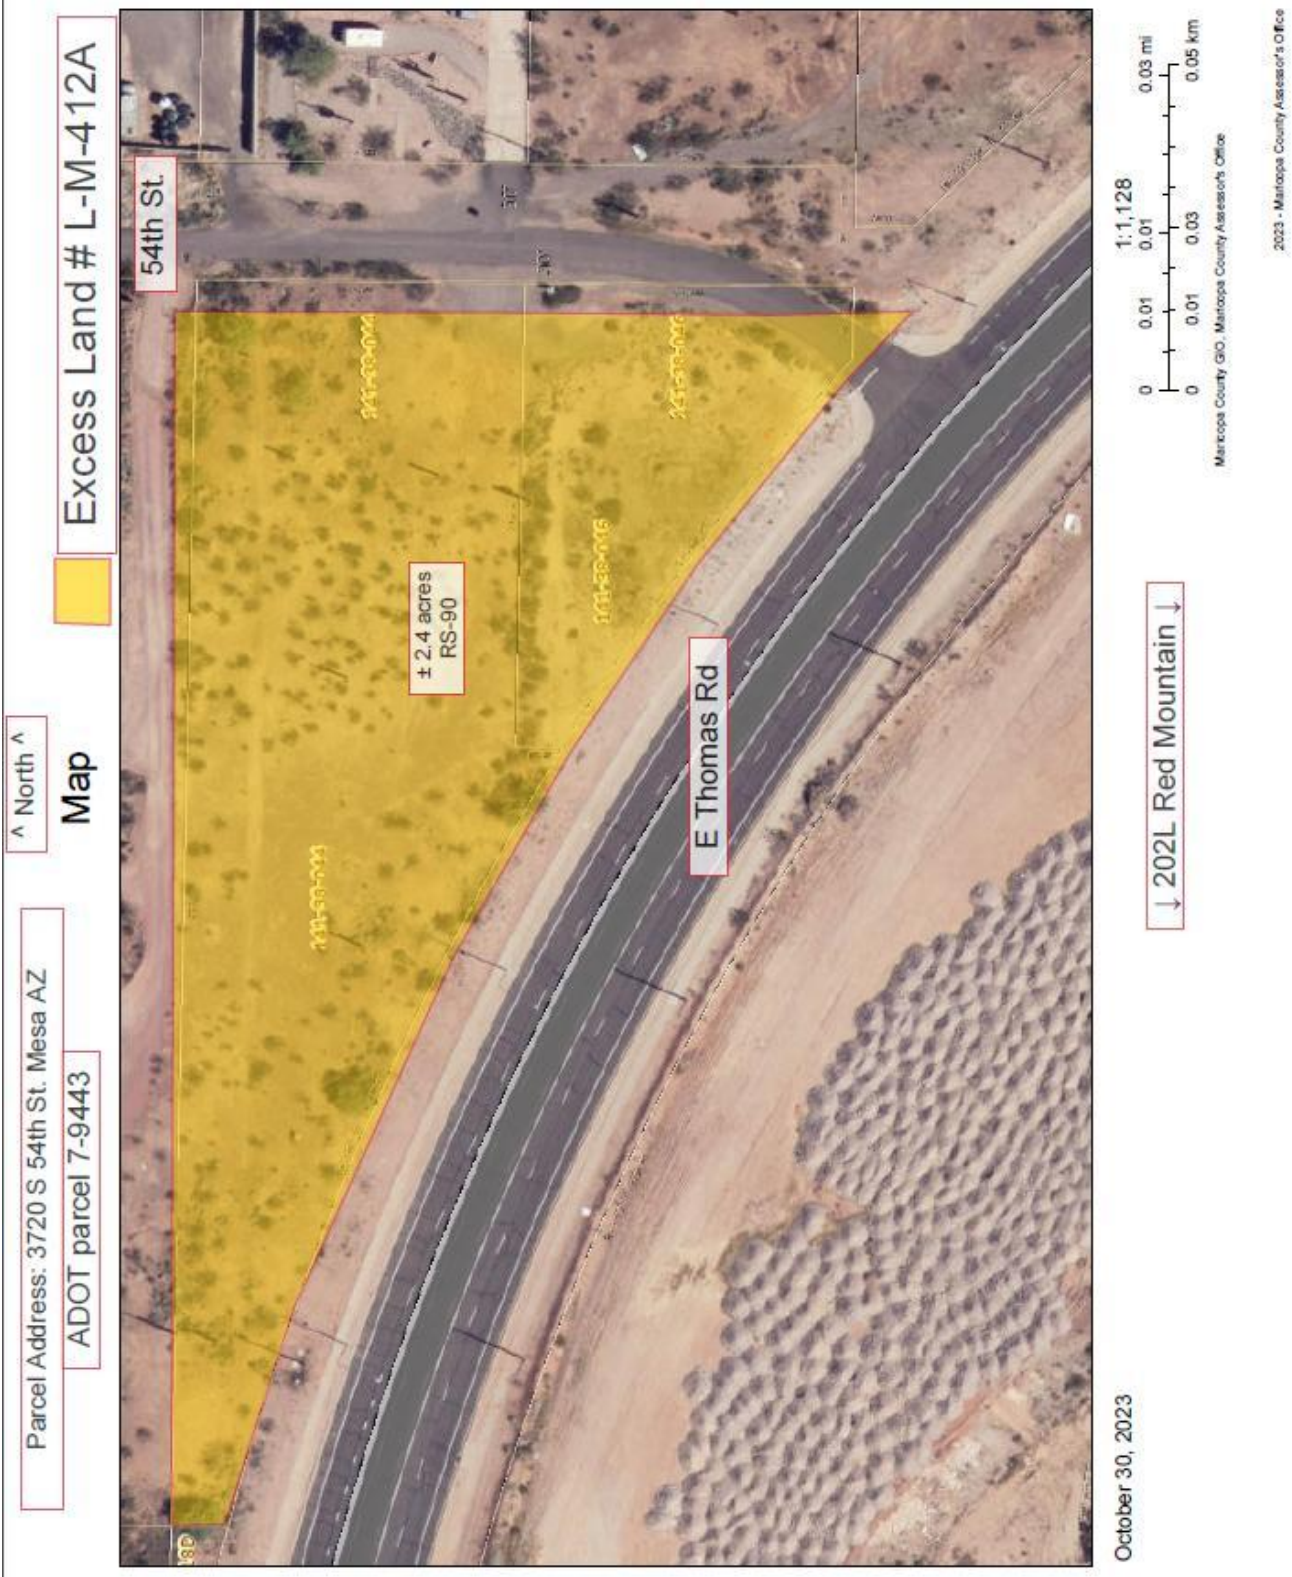 Parcel Address: 3720 S 54th St. Mesa AZ
ADOT parcel 7-9443
^ North ^
Map
Excess Land # L-M-412A
54th St.
± 2.4 acres
RS-90
E Thomas Rd
October 30, 2023
↓ 202L Red Mountain ↓
1:1,128
0 0.01 0.01 0.03 mi
0 0.01 0.03 0.05 km
Maricopa County GIO, Maricopa County Assessor's Office
2023 - Maricopa County Assessor's Office